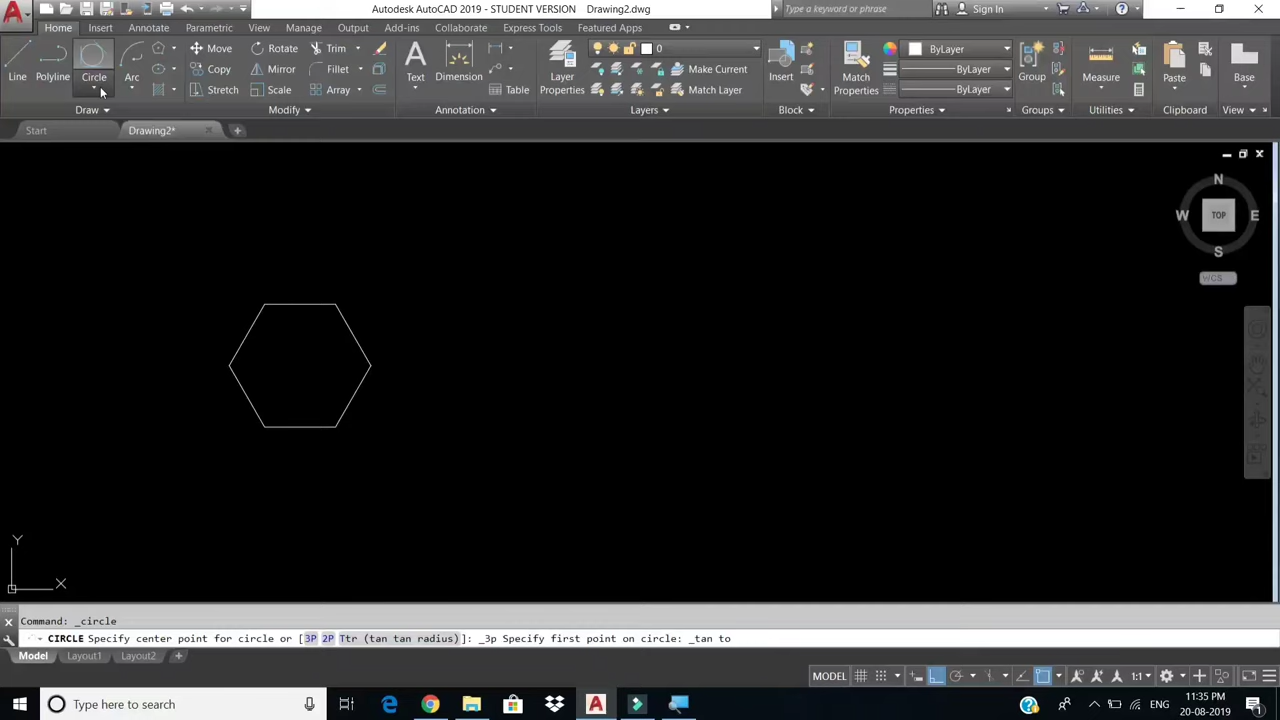 Autodesk AutoCAD 2019 - STUDENT VERSION Drawing2.dwg
Type here a keyword or phrase
Sign In
Home Insert Annotate Parametric View Manage Output Add-ins Collaborate Express Tools Featured Apps
Line Polyline Circle Arc
Move Rotate Trim
Copy Mirror Fillet
Stretch Scale Array
Text Dimension Table
Layer Properties
0
Make Current
Match Layer
Insert
Match Properties
ByLayer
ByLayer
ByLayer
Group
Measure
Paste
Base
Draw Modify Annotation Layers Block Properties Groups Utilities Clipboard View
Start Drawing2*
N
W TOP E
S
WCS
Y
X
Command: _circle
CIRCLE Specify center point for circle or [3P 2P Ttr (tan tan radius)]: _3p Specify first point on circle: _tan to
Model Layout1 Layout2
MODEL 1:1
Type here to search
11:35 PM
20-08-2019
1